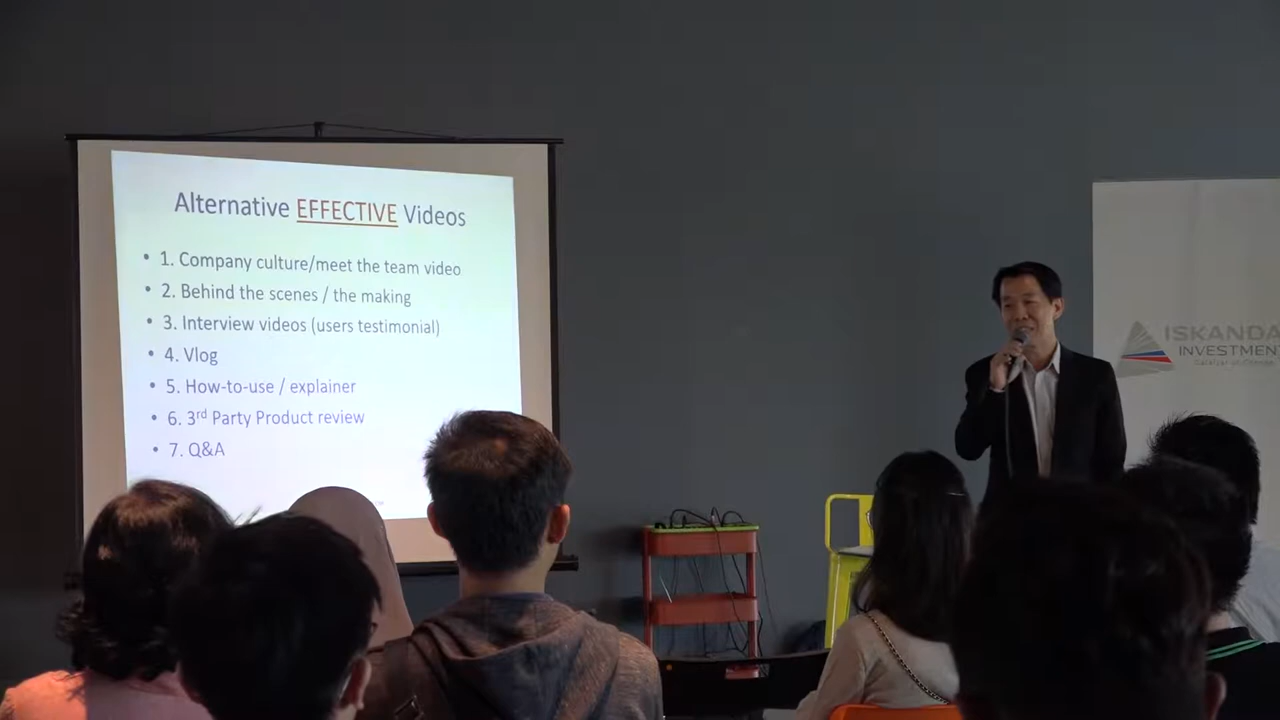 Alternative EFFECTIVE Videos
• 1. Company culture/meet the team video
• 2. Behind the scenes / the making
• 3. Interview videos (users testimonial)
• 4. Vlog
• 5. How-to-use / explainer
• 6. 3rd Party Product review
• 7. Q&A
ISKANDA
INVESTMENT